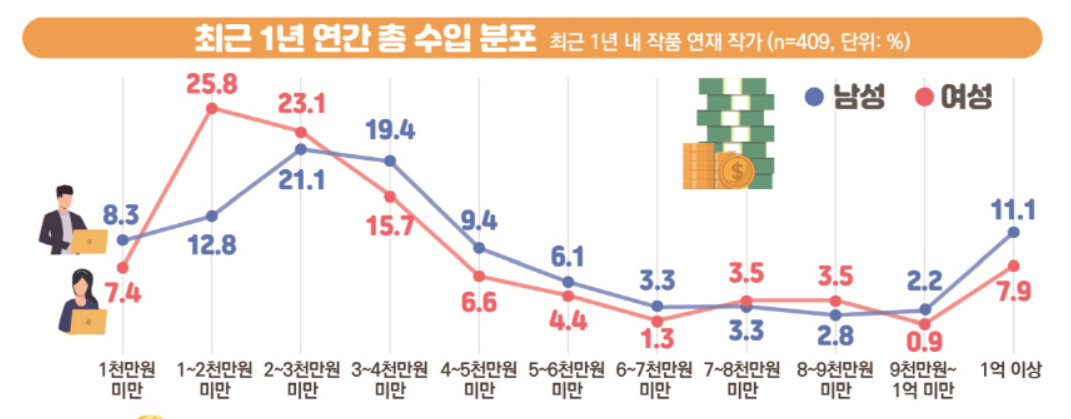 최근 1년 연간 총 수입 분포 최근 1년 내 작품 연재 작가 (n=409, 단위: %)
남성 여성
25.8
23.1
19.4
8.3
12.8
21.1
15.7
9.4
6.1
3.3
3.5
3.5
2.2
11.1
7.4
6.6
4.4
1.3
3.3
2.8
0.9
7.9
$
1천만원
미만
1~2천만원
미만
2~3천만원
미만
3~4천만원
미만
4~5천만원
미만
5~6천만원
미만
6~7천만원
미만
7~8천만원
미만
8~9천만원
미만
9천만원~
1억 미만
1억 이상